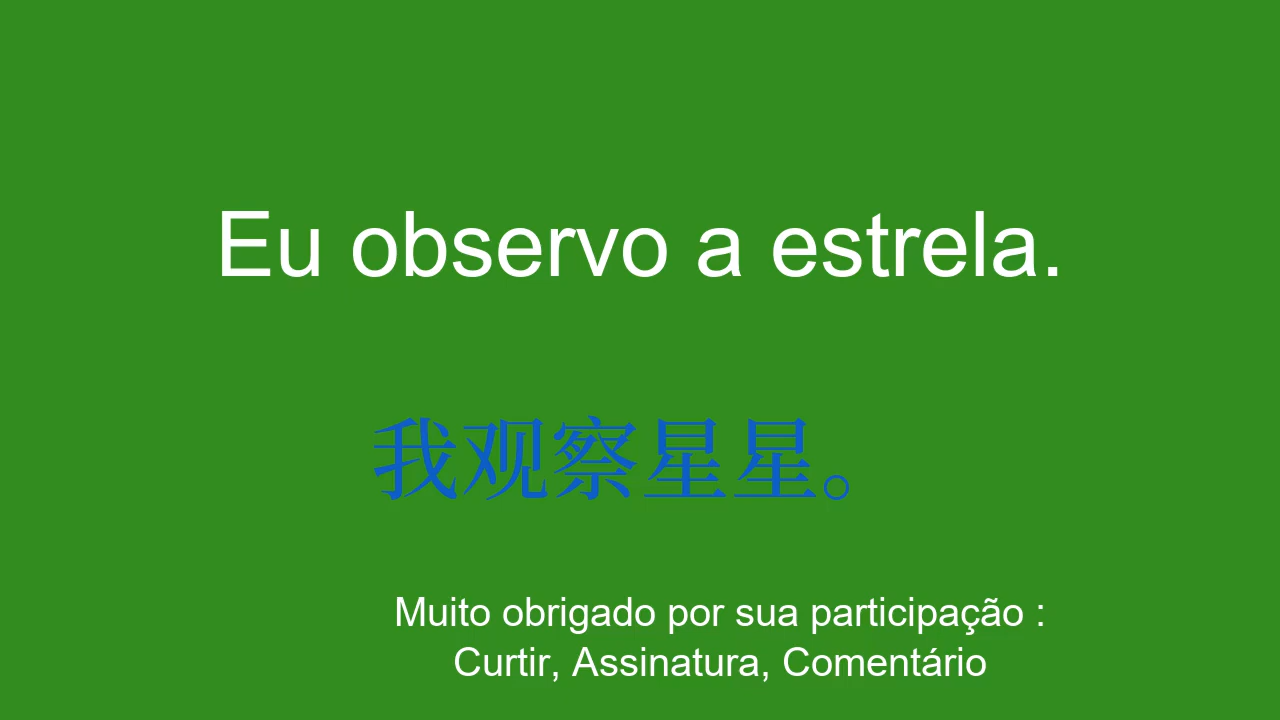 Eu observo a estrela.
我观察星星。
Muito obrigado por sua participação :
Curtir, Assinatura, Comentário